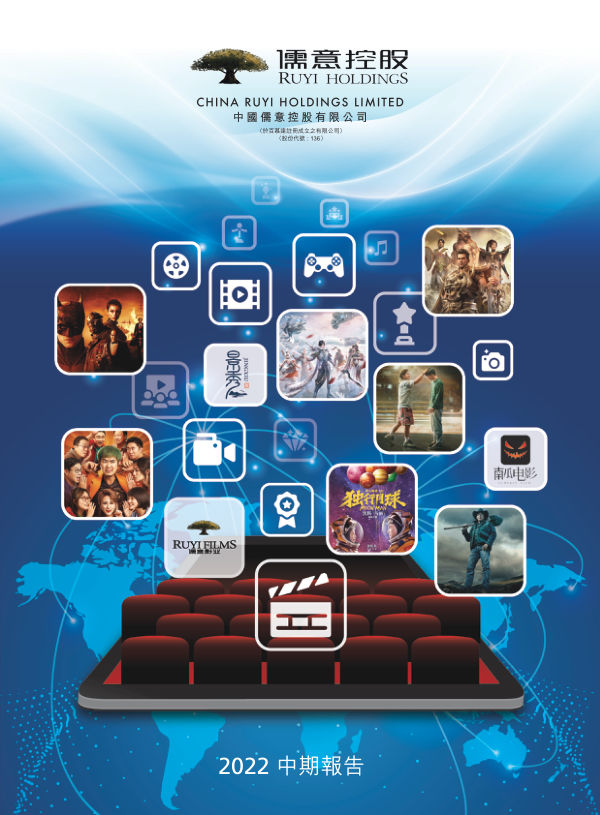 儒意控股
RUYI HOLDINGS
CHINA RUYI HOLDINGS LIMITED
中國儒意控股有限公司
（於百慕達註冊成立之有限公司）
（股份代號：136）
南瓜电影
独行月球
MOON MAN
RUYI FILMS
儒意影业
2022 中期報告